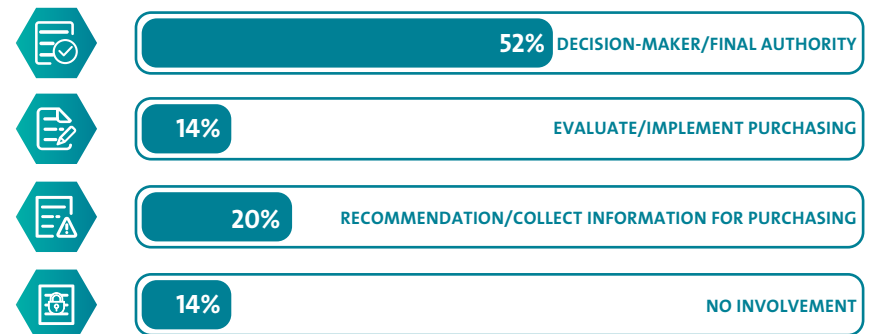 52% DECISION-MAKER/FINAL AUTHORITY
14% EVALUATE/IMPLEMENT PURCHASING
20% RECOMMENDATION/COLLECT INFORMATION FOR PURCHASING
14% NO INVOLVEMENT